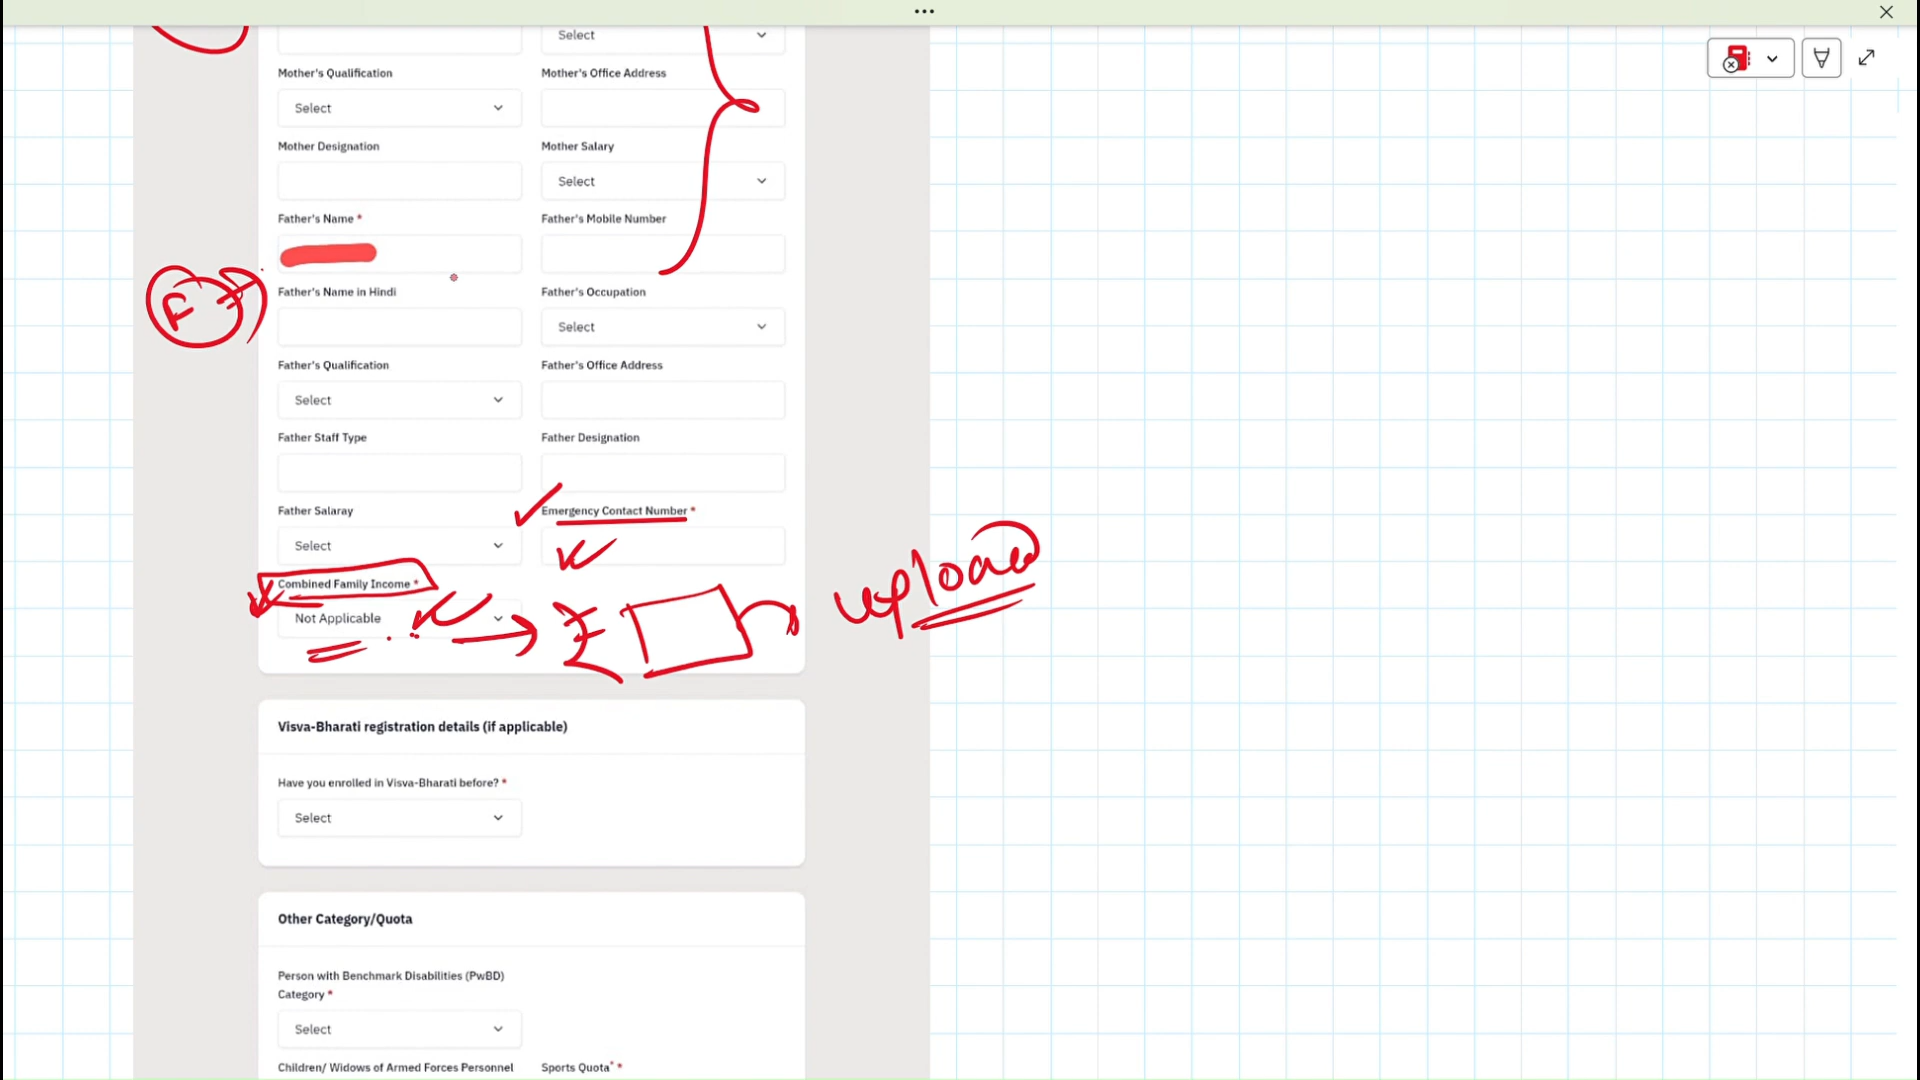 Select
Mother's Qualification Mother's Office Address
Select
Mother Designation Mother Salary
Select
Father's Name * Father's Mobile Number
F
Father's Name in Hindi Father's Occupation
Select
Father's Qualification Father's Office Address
Select
Father Staff Type Father Designation
Father Salaray Emergency Contact Number *
Select
upload
Combined Family Income *
Not Applicable ₹
Visva-Bharati registration details (if applicable)
Have you enrolled in Visva-Bharati before? *
Select
Other Category/Quota
Person with Benchmark Disabilities (PwBD)
Category *
Select
Children/ Widows of Armed Forces Personnel Sports Quota* *